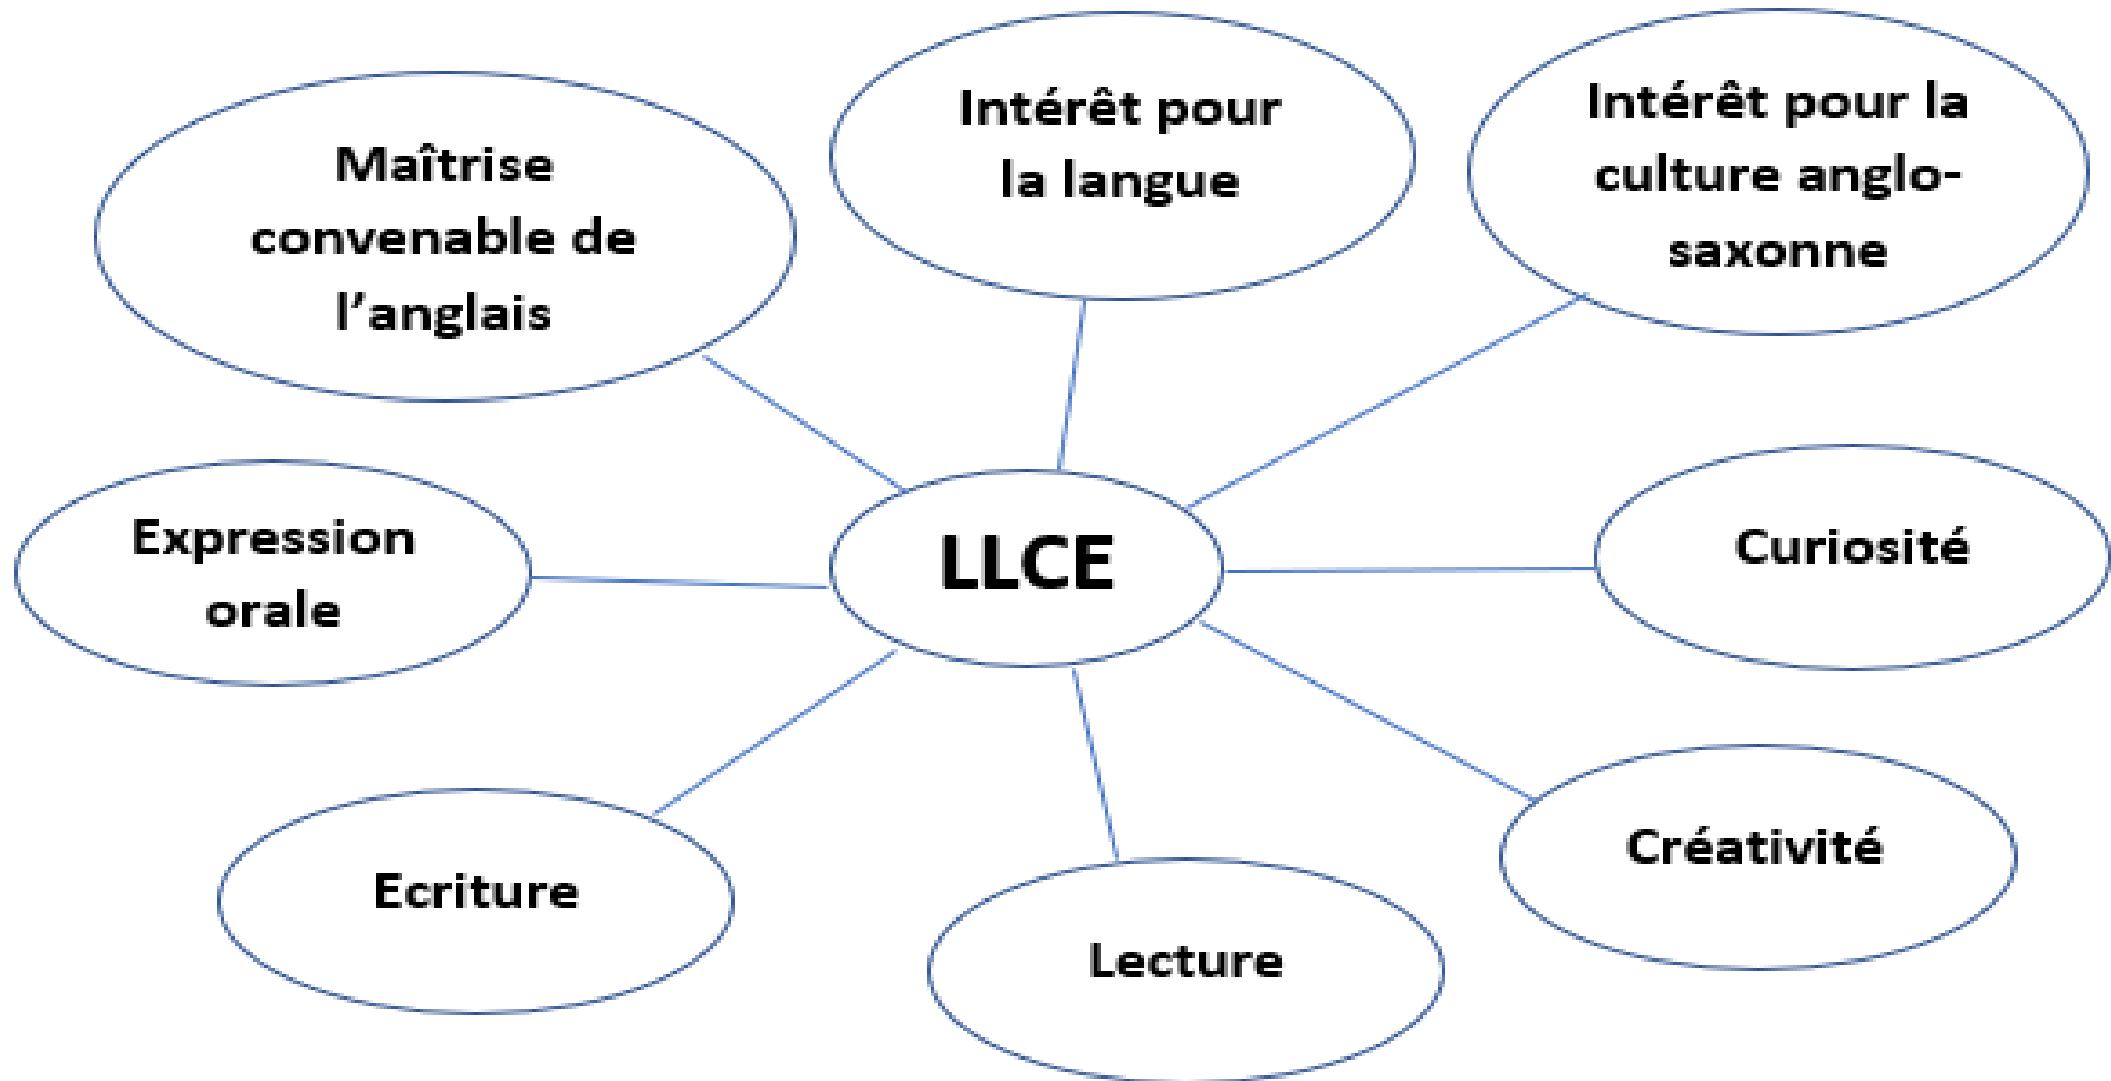 Maîtrise
convenable de
l’anglais
Intérêt pour
la langue
Intérêt pour la
culture anglo-
saxonne
Expression
orale
LLCE
Curiosité
Ecriture
Lecture
Créativité